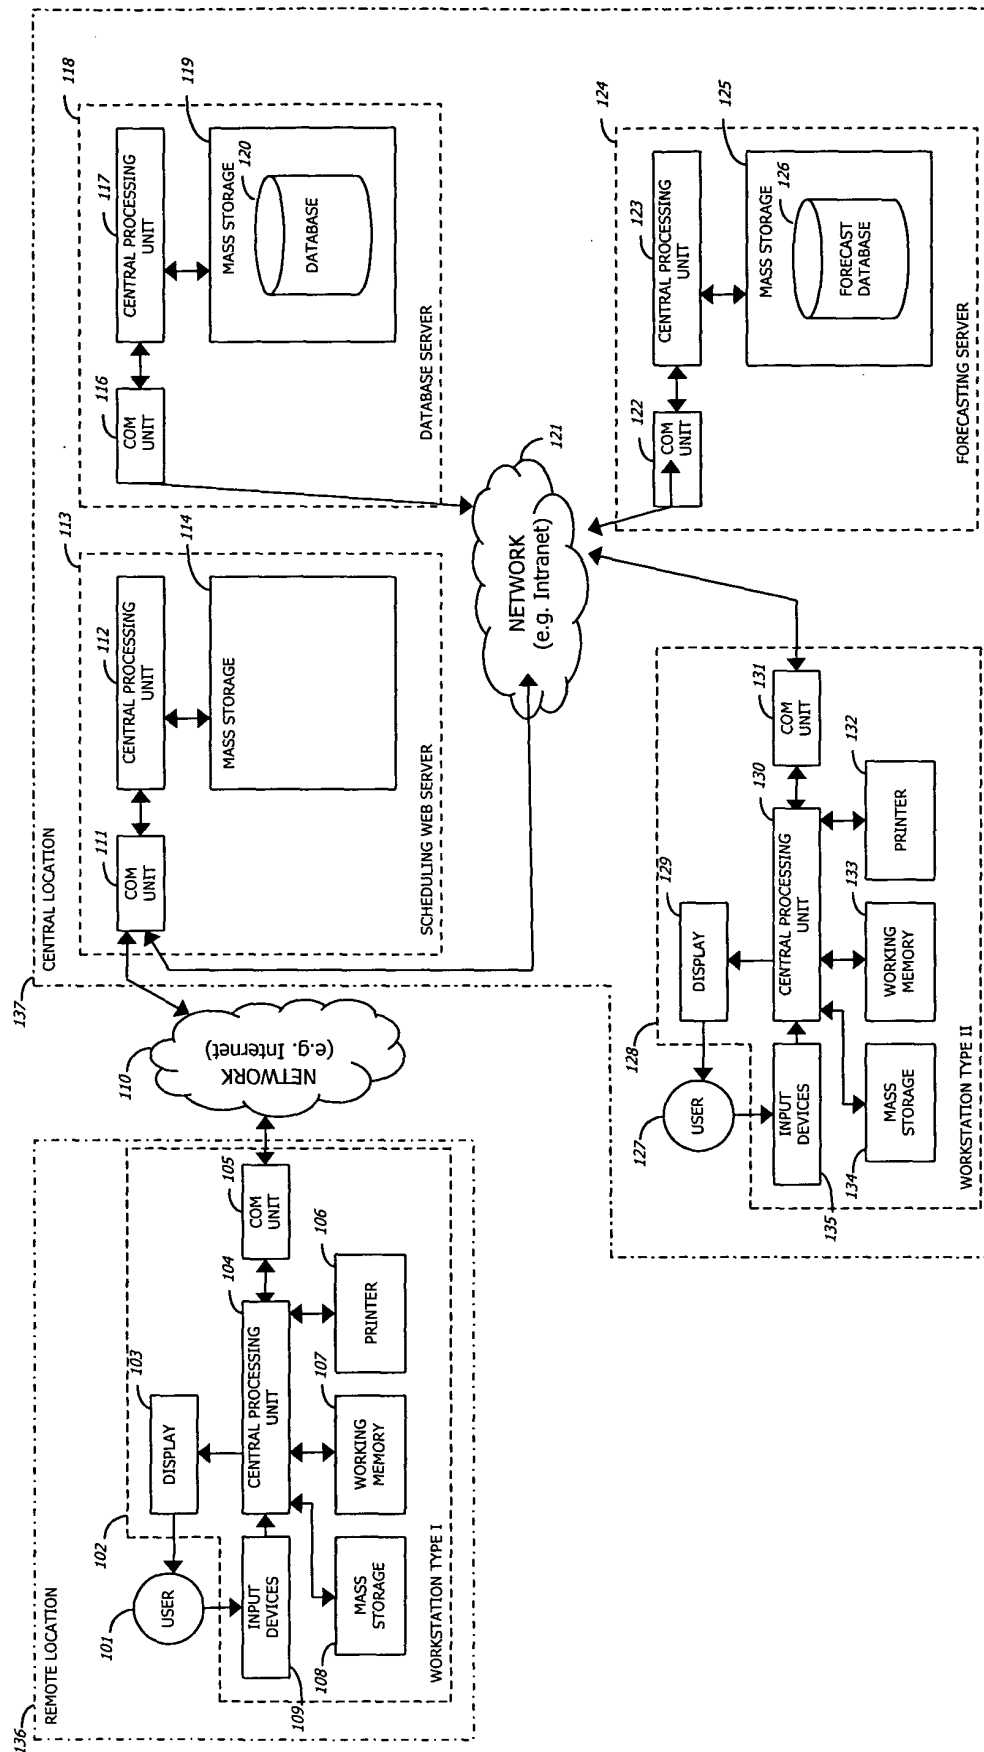 136
REMOTE LOCATION
101
USER
102
103
DISPLAY
109
INPUT
DEVICES
104
CENTRAL PROCESSING
UNIT
105
COM
UNIT
108
MASS
STORAGE
107
WORKING
MEMORY
106
PRINTER
WORKSTATION TYPE I
110
NETWORK
(e.g. Internet)
137
CENTRAL LOCATION
113
111
COM
UNIT
112
CENTRAL PROCESSING
UNIT
114
MASS STORAGE
SCHEDULING WEB SERVER
118
116
COM
UNIT
117
CENTRAL PROCESSING
UNIT
119
MASS STORAGE
120
DATABASE
DATABASE SERVER
121
NETWORK
(e.g. Intranet)
124
122
COM
UNIT
123
CENTRAL PROCESSING
UNIT
125
MASS STORAGE
126
FORECAST
DATABASE
FORECASTING SERVER
127
USER
128
129
DISPLAY
135
INPUT
DEVICES
130
CENTRAL PROCESSING
UNIT
131
COM
UNIT
134
MASS
STORAGE
133
WORKING
MEMORY
132
PRINTER
WORKSTATION TYPE II